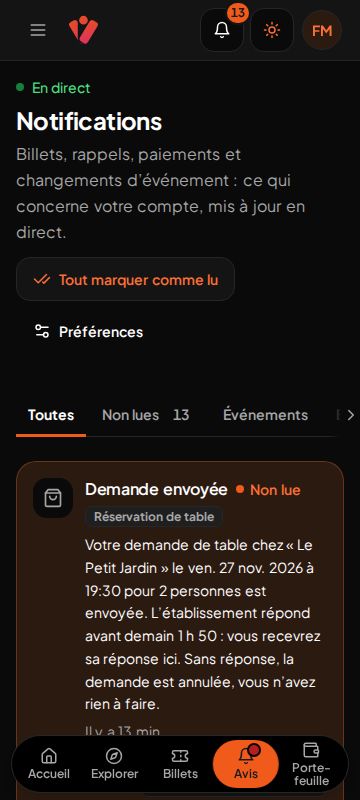 13
FM
En direct
Notifications
Billets, rappels, paiements et
changements d’événement : ce qui
concerne votre compte, mis à jour en
direct.
Tout marquer comme lu
Préférences
Toutes
Non lues 13
Événements
Demande envoyée
Non lue
Réservation de table
Votre demande de table chez « Le
Petit Jardin » le ven. 27 nov. 2026 à
19:30 pour 2 personnes est
envoyée. L’établissement répond
avant demain 1 h 50 : vous recevrez
sa réponse ici. Sans réponse, la
demande est annulée, vous n’avez
rien à faire.
Il y a 13 min
Accueil
Explorer
Billets
Avis
Porte-
feuille